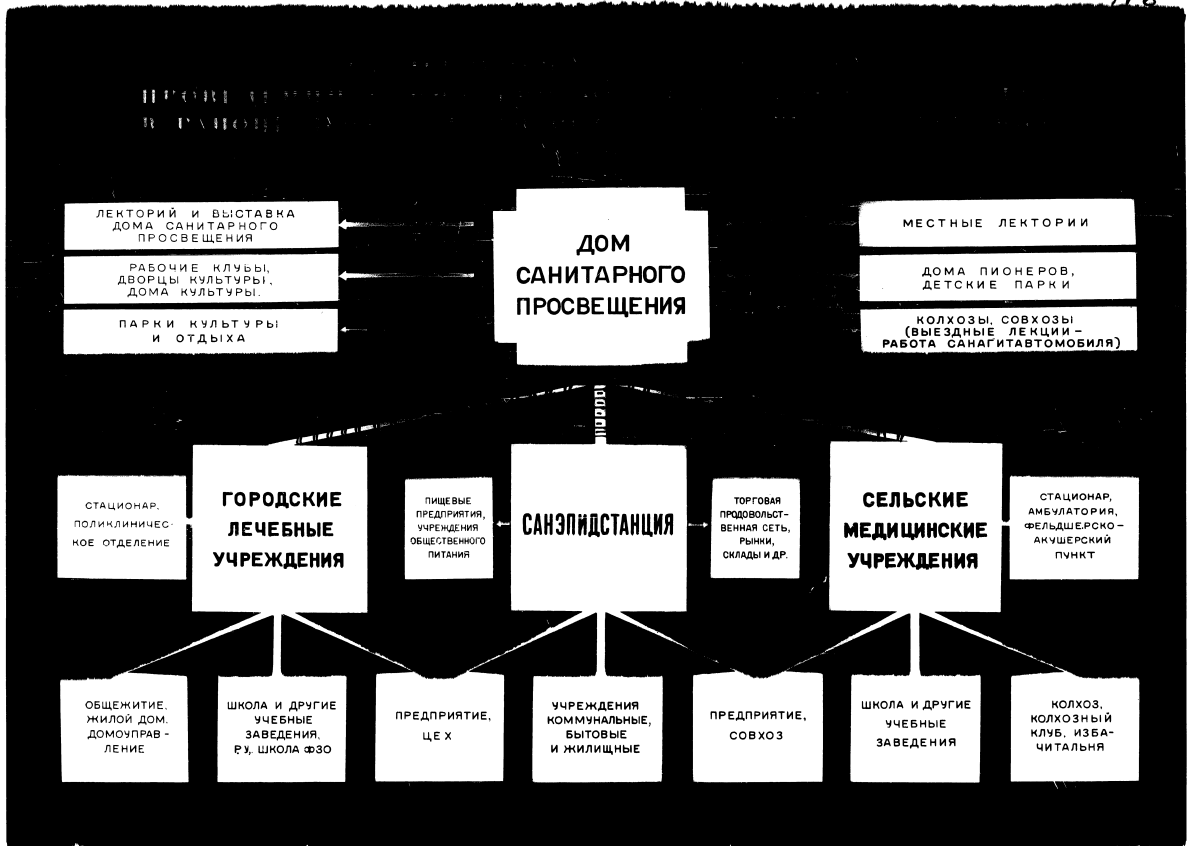 ЛЕКТОРИЙ И ВЫСТАВКА
ДОМА САНИТАРНОГО
ПРОСВЕЩЕНИЯ
РАБОЧИЕ КЛУБЫ,
ДВОРЦЫ КУЛЬТУРЫ,
ДОМА КУЛЬТУРЫ.
ПАРКИ КУЛЬТУРЫ
И ОТДЫХА
ДОМ
САНИТАРНОГО
ПРОСВЕЩЕНИЯ
МЕСТНЫЕ ЛЕКТОРИИ
ДОМА ПИОНЕРОВ,
ДЕТСКИЕ ПАРКИ
КОЛХОЗЫ, СОВХОЗЫ
(ВЫЕЗДНЫЕ ЛЕКЦИИ –
РАБОТА САНАГИТАВТОМОБИЛЯ)
СТАЦИОНАР,
ПОЛИКЛИНИЧЕС-
КОЕ ОТДЕЛЕНИЕ
ГОРОДСКИЕ
ЛЕЧЕБНЫЕ
УЧРЕЖДЕНИЯ
ПИЩЕВЫЕ
ПРЕДПРИЯТИЯ,
УЧРЕЖДЕНИЯ
ОБЩЕСТВЕННОГО
ПИТАНИЯ
САНЭПИДСТАНЦИЯ
ТОРГОВАЯ
ПРОДОВОЛЬСТ-
ВЕННАЯ СЕТЬ,
РЫНКИ,
СКЛАДЫ И ДР.
СЕЛЬСКИЕ
МЕДИЦИНСКИЕ
УЧРЕЖДЕНИЯ
СТАЦИОНАР,
АМБУЛАТОРИЯ,
ФЕЛЬДШЕРСКО-
АКУШЕРСКИЙ
ПУНКТ
ОБЩЕЖИТИЕ,
ЖИЛОЙ ДОМ,
ДОМОУПРАВ-
ЛЕНИЕ
ШКОЛА И ДРУГИЕ
УЧЕБНЫЕ
ЗАВЕДЕНИЯ,
РУ, ШКОЛА ФЗО
ПРЕДПРИЯТИЕ,
ЦЕХ
УЧРЕЖДЕНИЯ
КОММУНАЛЬНЫЕ,
БЫТОВЫЕ
И ЖИЛИЩНЫЕ
ПРЕДПРИЯТИЕ,
СОВХОЗ
ШКОЛА И ДРУГИЕ
УЧЕБНЫЕ
ЗАВЕДЕНИЯ
КОЛХОЗ,
КОЛХОЗНЫЙ
КЛУБ, ИЗБА-
ЧИТАЛЬНЯ